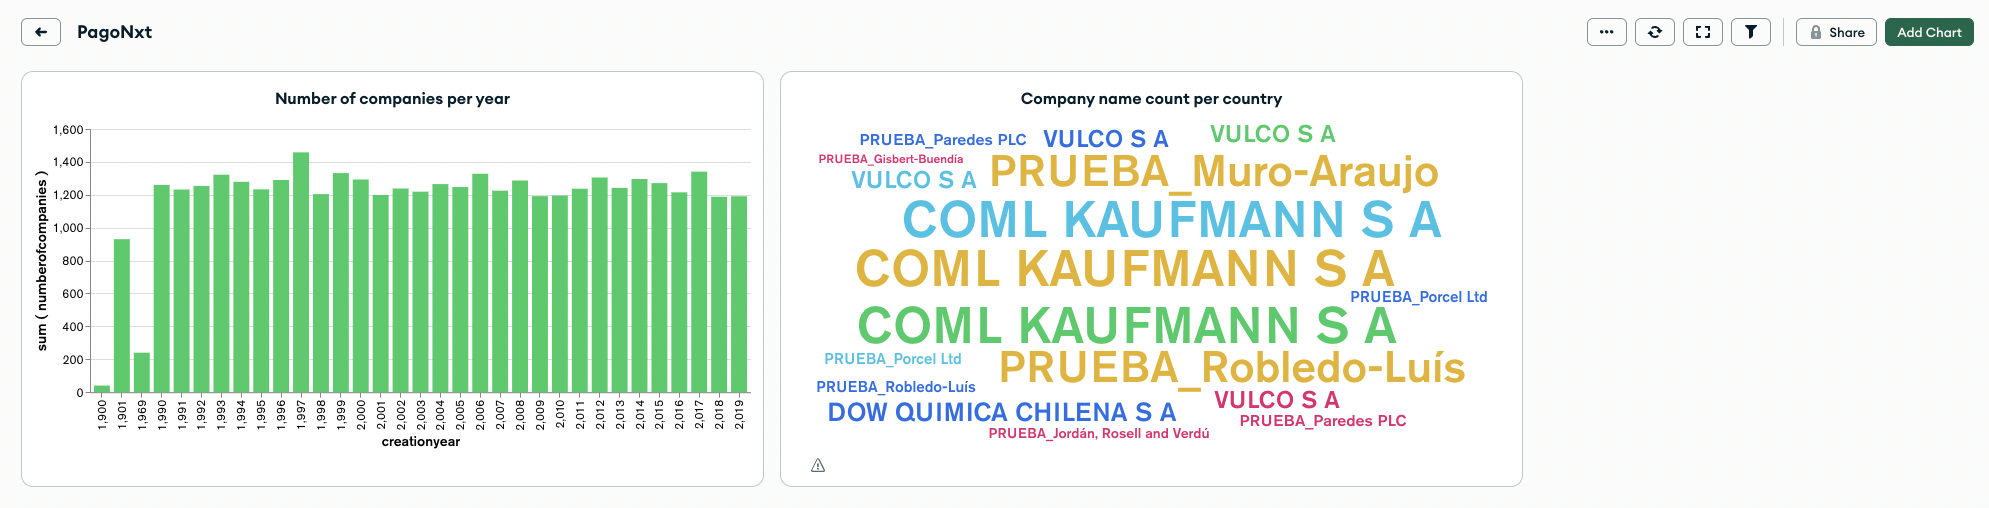 PagoNxt
Share
Add Chart
Number of companies per year
1,600
1,400
1,200
1,000
800
600
400
200
0
sum ( numberofcompanies )
1,900
1,901
1,969
1,990
1,991
1,992
1,993
1,994
1,995
1,996
1,997
1,998
1,999
2,000
2,001
2,002
2,003
2,004
2,005
2,006
2,007
2,008
2,009
2,010
2,011
2,012
2,013
2,014
2,015
2,016
2,017
2,018
2,019
creationyear
Company name count per country
PRUEBA_Paredes PLC
VULCO S A
VULCO S A
PRUEBA_Gisbert-Buendía
VULCO S A
PRUEBA_Muro-Araujo
COML KAUFMANN S A
COML KAUFMANN S A
PRUEBA_Porcel Ltd
COML KAUFMANN S A
PRUEBA_Porcel Ltd
PRUEBA_Robledo-Luís
PRUEBA_Robledo-Luís
VULCO S A
DOW QUIMICA CHILENA S A
PRUEBA_Paredes PLC
PRUEBA_Jordán, Rosell and Verdú